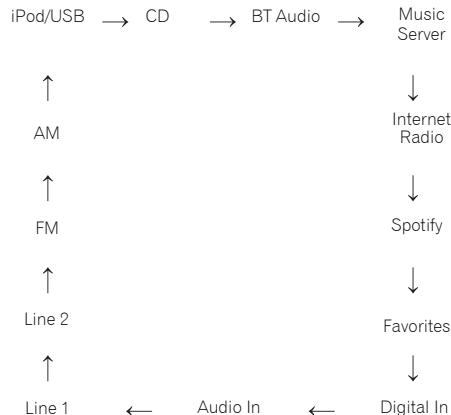 iPod/USB → CD → BT Audio → Music
Server
↑ ↓
AM Internet
Radio
↑ ↓
FM Spotify
↑ ↓
Line 2 Favorites
↑ ↓
Line 1 ← Audio In ← Digital In